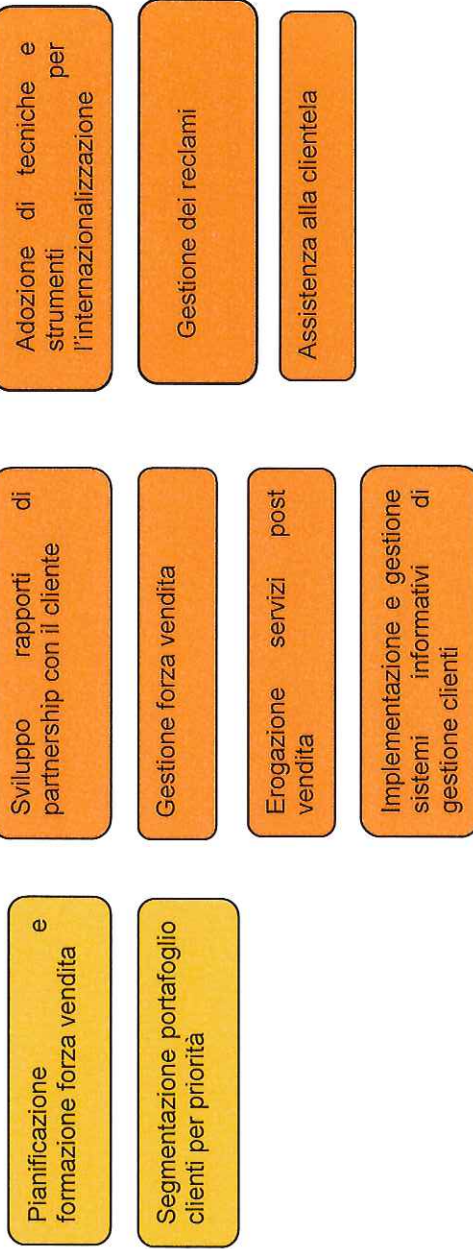 Pianificazione e
formazione forza vendita
Segmentazione portafoglio
clienti per priorità
Sviluppo rapporti di
partnership con il cliente
Gestione forza vendita
Erogazione servizi post
vendita
Implementazione e gestione
sistemi informativi di
gestione clienti
Adozione di tecniche e
strumenti per
l'internazionalizzazione
Gestione dei reclami
Assistenza alla clientela